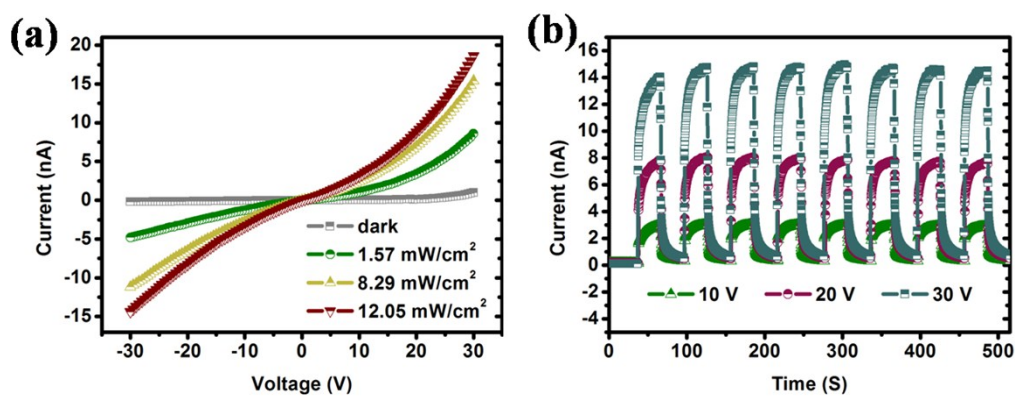 (a)
20
15
10
5
0
-5
-10
-15
Current (nA)
-30
-20
-10
0
10
20
30
Voltage (V)
dark
1.57 mW/cm²
8.29 mW/cm²
12.05 mW/cm²
(b)
16
14
12
10
8
6
4
2
0
-2
-4
Current (nA)
0
100
200
300
400
500
Time (S)
10 V
20 V
30 V